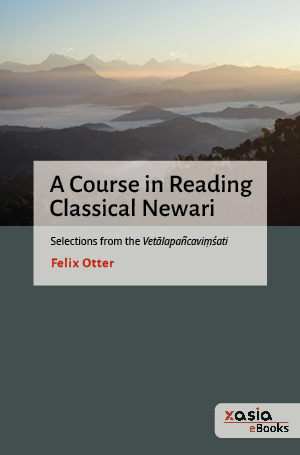 A Course in Reading
Classical Newari
Selections from the Vetālapañcaviṃśati
Felix Otter
xasia
eBooks